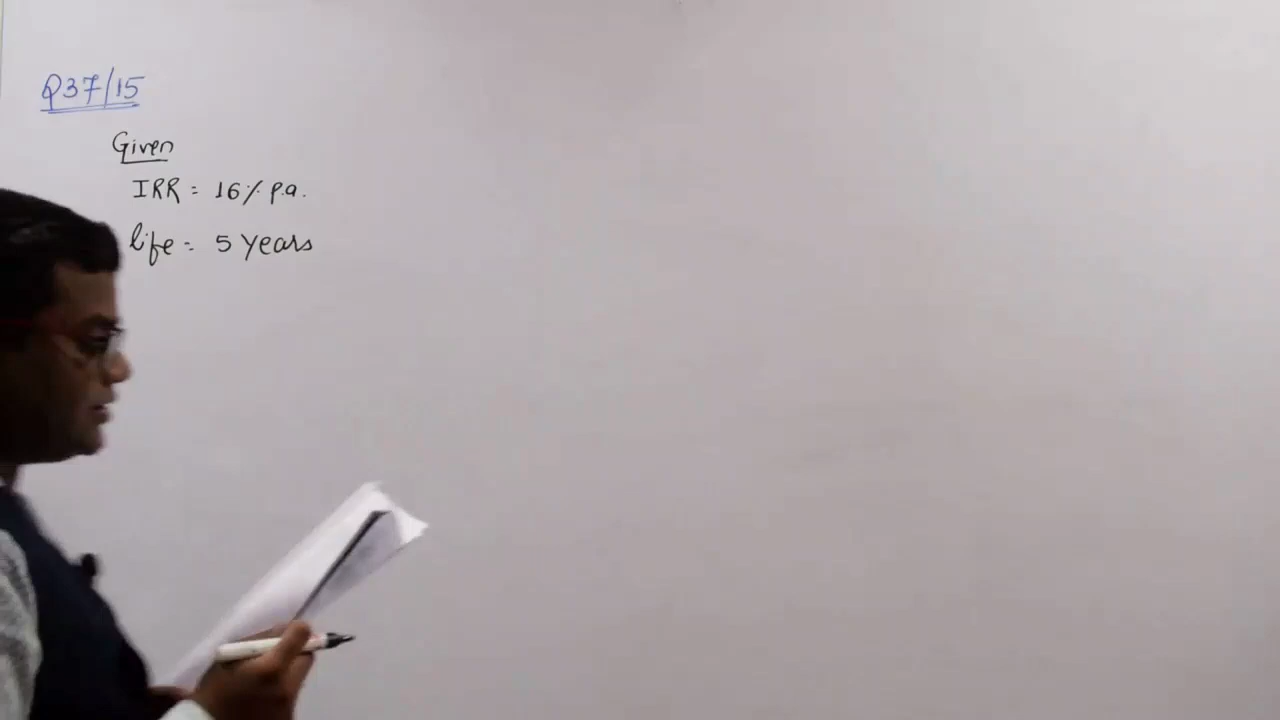 Q37/15
Given
IRR = 16% p.a.
life = 5 years